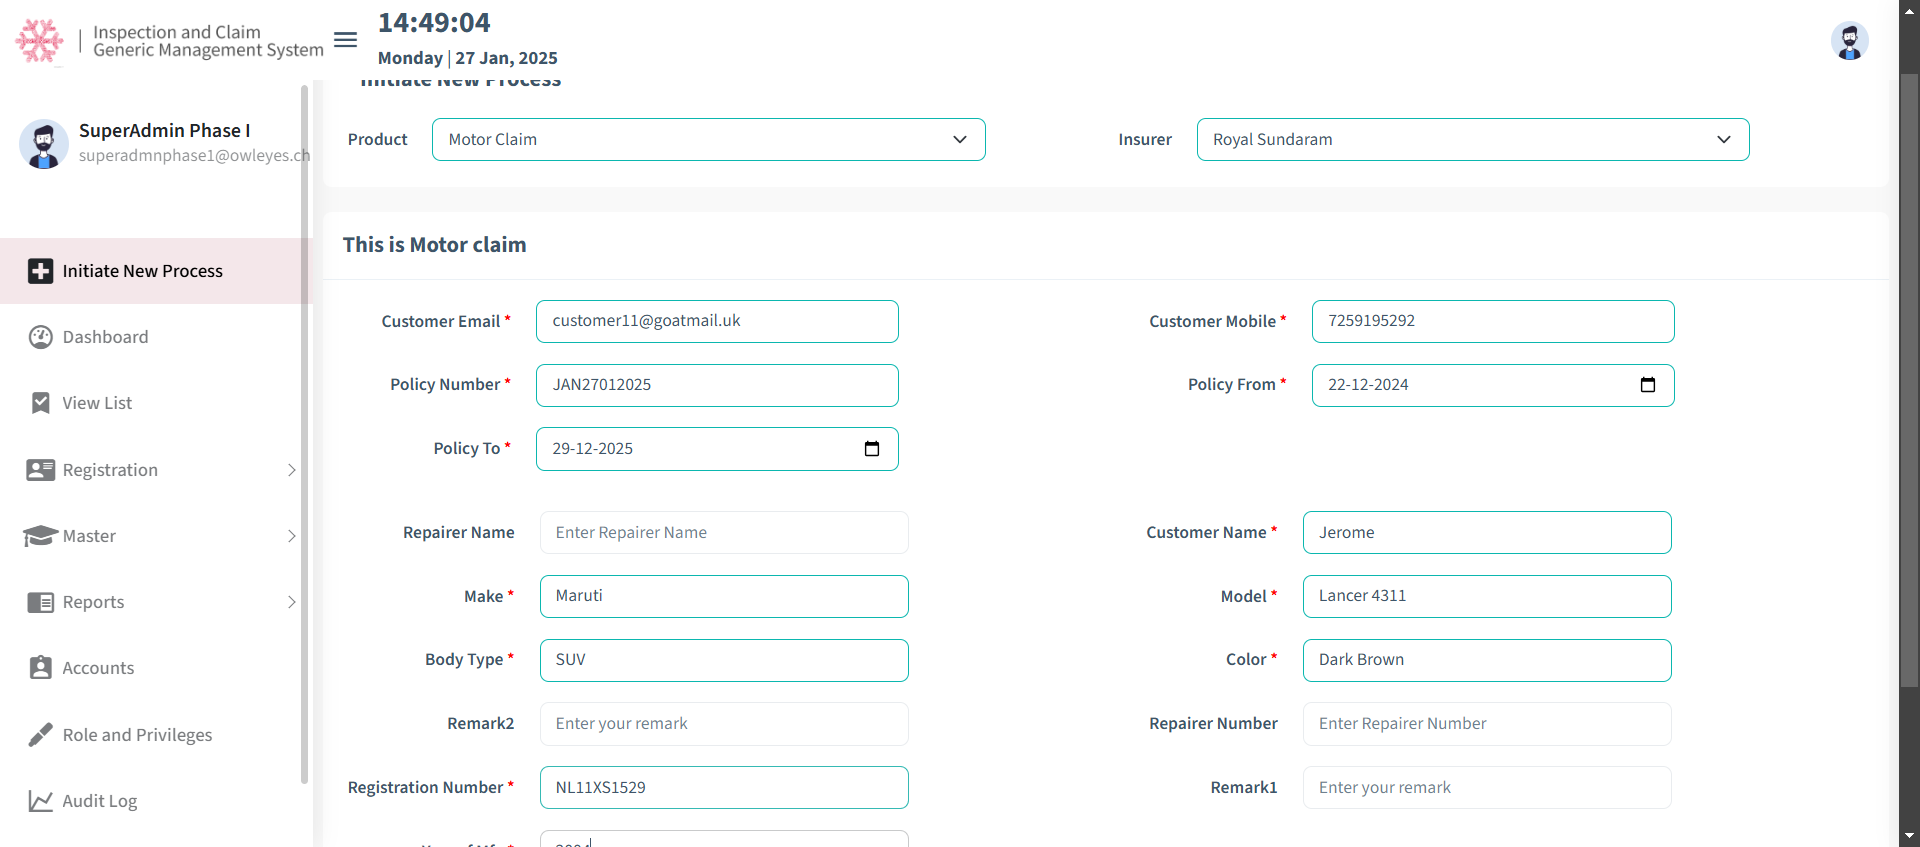 Inspection and Claim
Generic Management System
14:49:04
Monday | 27 Jan, 2025
SuperAdmin Phase I
superadmnphase1@owleyes.ch
Initiate New Process
Dashboard
View List
Registration
Master
Reports
Accounts
Role and Privileges
Audit Log
Initiate New Process
Product Motor Claim Insurer Royal Sundaram
This is Motor claim
Customer Email * customer11@goatmail.uk Customer Mobile * 7259195292
Policy Number * JAN27012025 Policy From * 22-12-2024
Policy To * 29-12-2025
Repairer Name Enter Repairer Name Customer Name * Jerome
Make * Maruti Model * Lancer 4311
Body Type * SUV Color * Dark Brown
Remark2 Enter your remark Repairer Number Enter Repairer Number
Registration Number * NL11XS1529 Remark1 Enter your remark